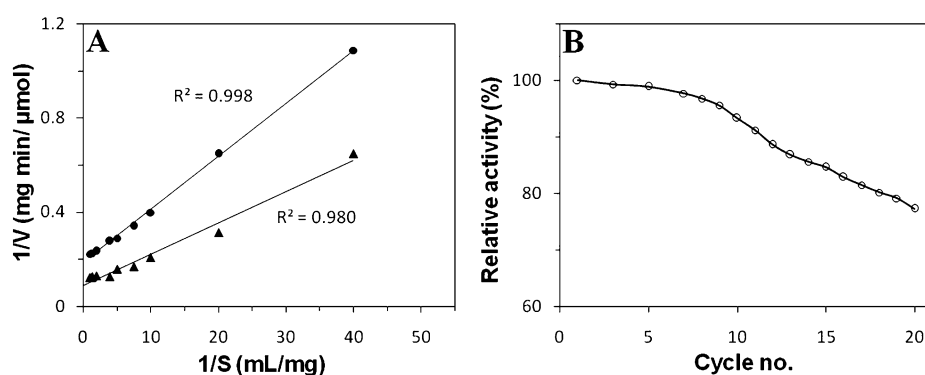 A
1.2
0.8
0.4
0
0
10
20
30
40
50
1/V (mg min/ µmol)
1/S (mL/mg)
R² = 0.998
R² = 0.980
B
100
80
60
0
5
10
15
20
Relative activity (%)
Cycle no.